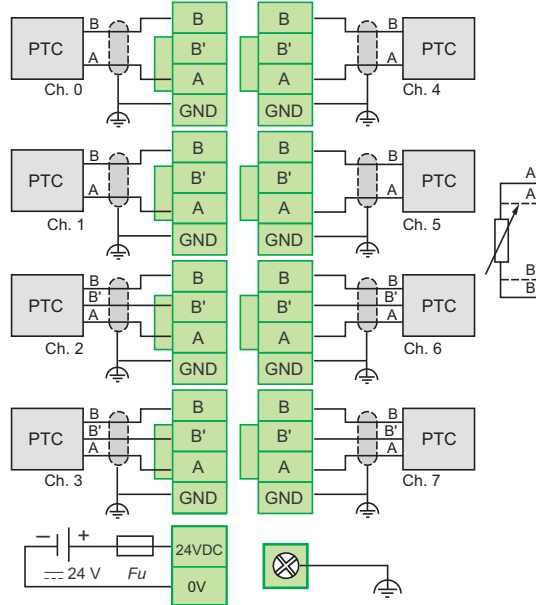 B B B B
PTC B' B' PTC
A A A A
Ch. 0 GND GND Ch. 4
B B B B
PTC B' B' PTC
A A A A
Ch. 1 GND GND Ch. 5
B B B B
PTC B' B' B' B' PTC
A A A A
Ch. 2 GND GND Ch. 6
B B B B
PTC B' B' B' B' PTC
A A A A
Ch. 3 GND GND Ch. 7
A
A
B
B
− + 24VDC
24 V Fu 0V